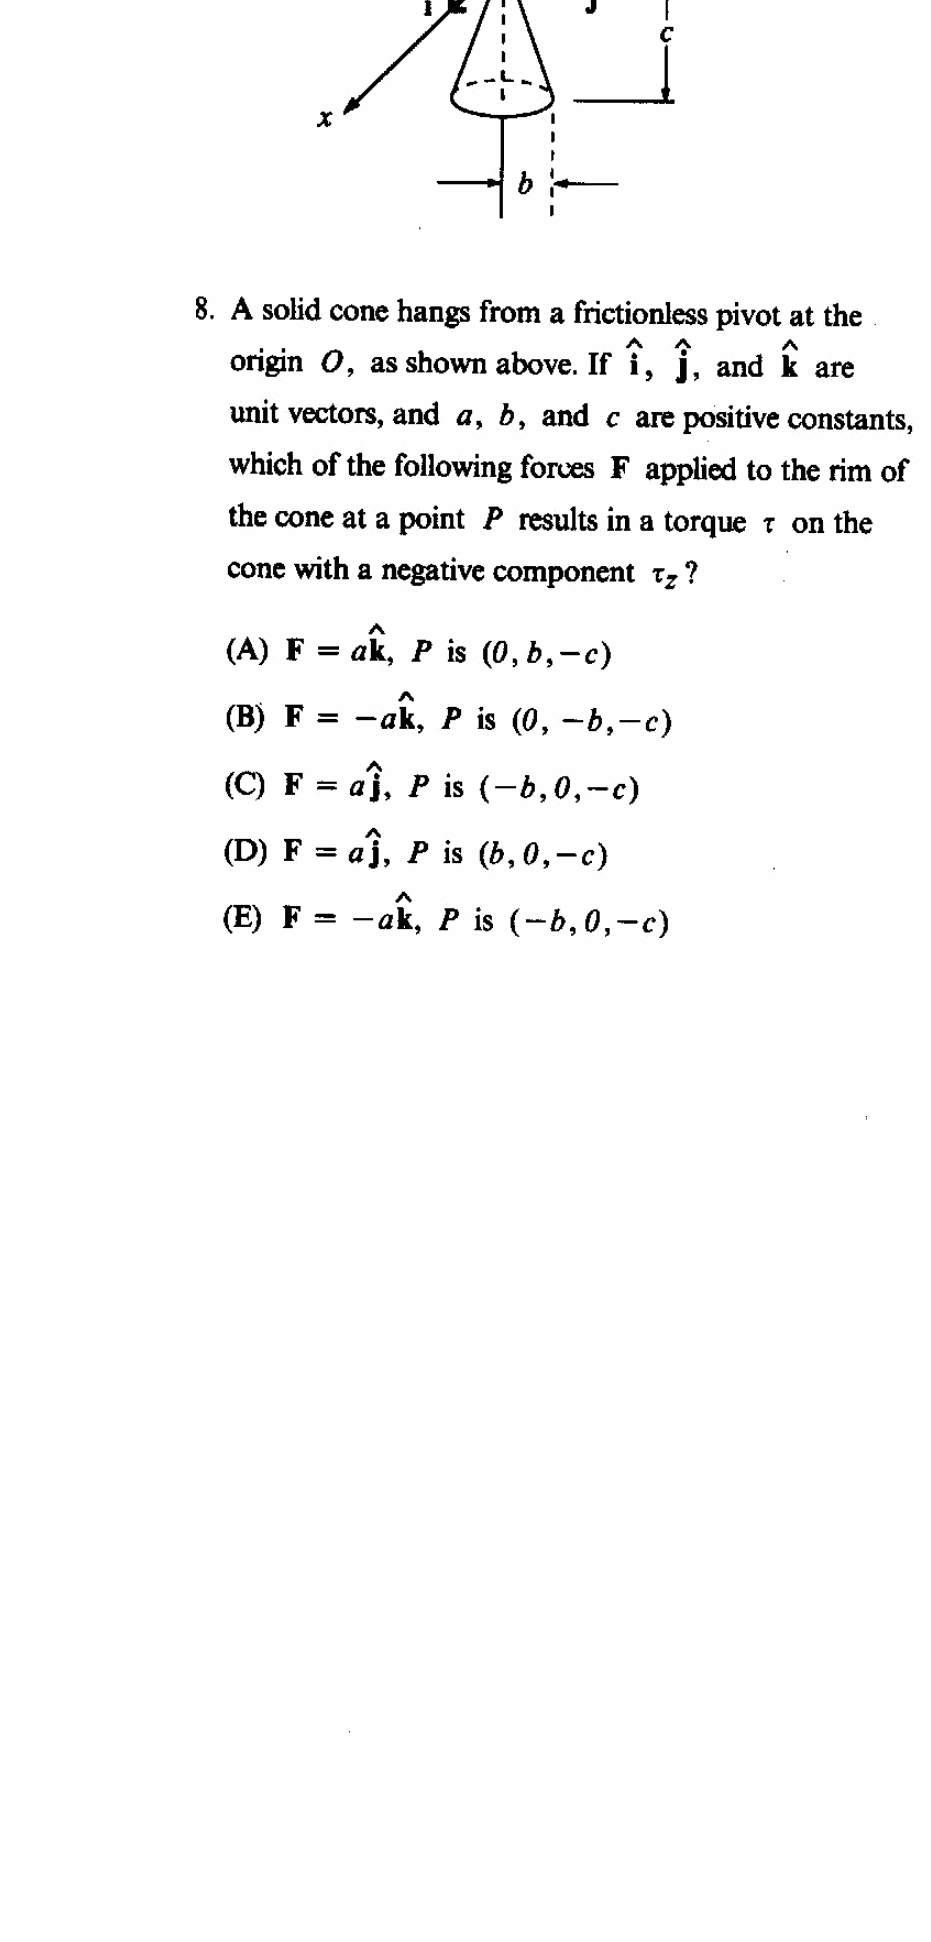 c
x
b
8. A solid cone hangs from a frictionless pivot at the
origin O, as shown above. If î, ĵ, and k̂ are
unit vectors, and a, b, and c are positive constants,
which of the following forces F applied to the rim of
the cone at a point P results in a torque τ on the
cone with a negative component τz ?
(A) F = ak̂, P is (0, b, −c)
(B) F = −ak̂, P is (0, −b, −c)
(C) F = aĵ, P is (−b, 0, −c)
(D) F = aĵ, P is (b, 0, −c)
(E) F = −ak̂, P is (−b, 0, −c)